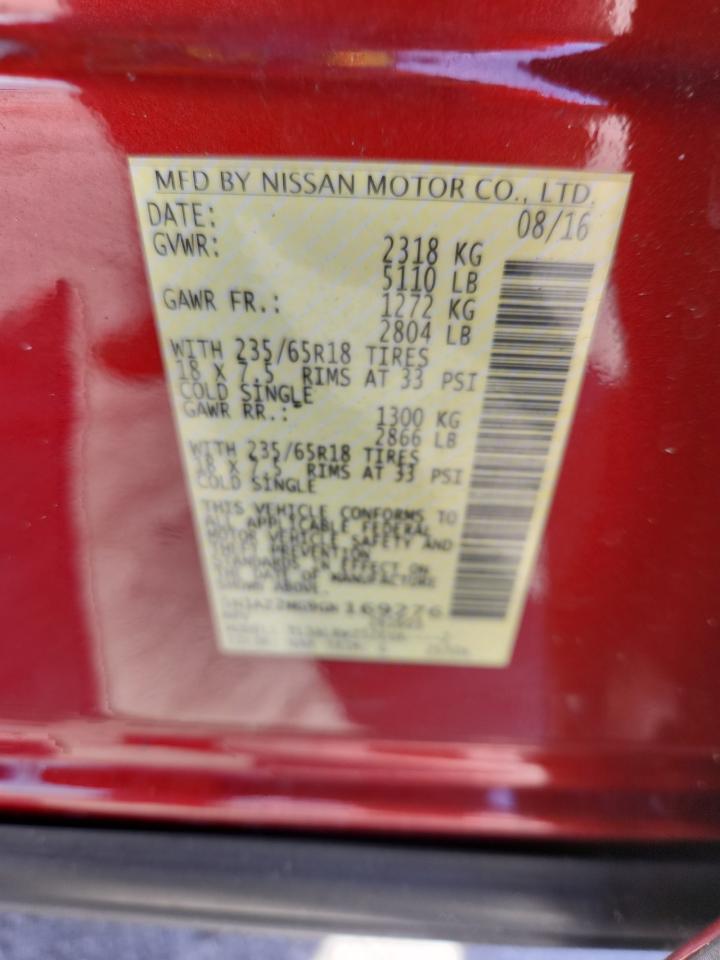 MFD BY NISSAN MOTOR CO., LTD.
DATE: 08/16
GVWR: 2318 KG
5110 LB
GAWR FR.: 1272 KG
2804 LB
WITH 235/65R18 TIRES
18 X 7.5 RIMS AT 33 PSI
COLD SINGLE
GAWR RR.: 1300 KG
2866 LB
WITH 235/65R18 TIRES
18 X 7.5 RIMS AT 33 PSI
COLD SINGLE
THIS VEHICLE CONFORMS TO
ALL APPLICABLE FEDERAL
MOTOR VEHICLE SAFETY AND
THEFT PREVENTION
STANDARDS IN EFFECT ON
THE DATE OF MANUFACTURE
SHOWN ABOVE.